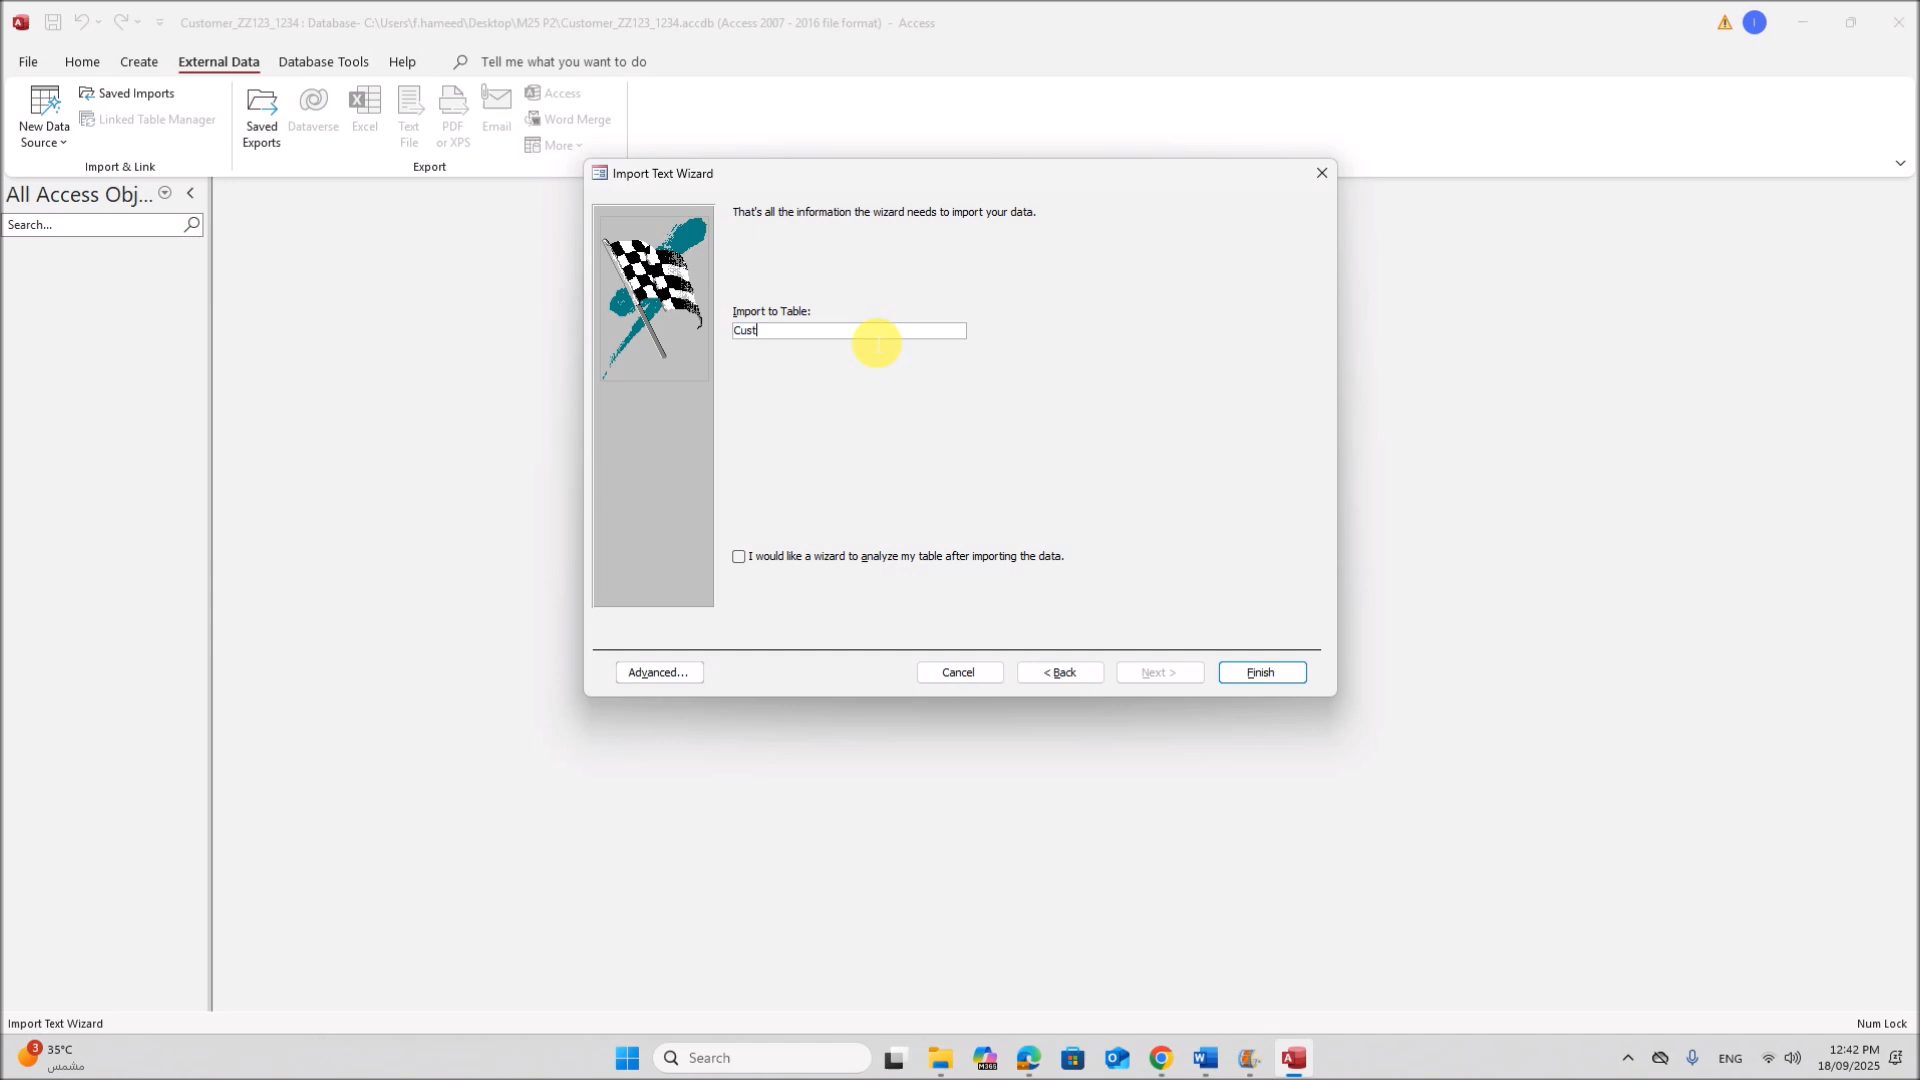 Customer_ZZ123_1234 : Database- C:\Users\f.hameed\Desktop\M25 P2\Customer_ZZ123_1234.accdb (Access 2007 - 2016 file format) - Access
File Home Create External Data Database Tools Help Tell me what you want to do
New Data Source
Saved Imports
Linked Table Manager
Import & Link
Saved Exports
Dataverse
Excel
Text File
PDF or XPS
Email
Access
Word Merge
More
Export
All Access Obj...
Search...
Import Text Wizard
That's all the information the wizard needs to import your data.
Import to Table:
Cust
I would like a wizard to analyze my table after importing the data.
Advanced... Cancel < Back Next > Finish
Import Text Wizard
Num Lock
3
35°C
مشمس
Search
M365
ENG
12:42 PM
18/09/2025